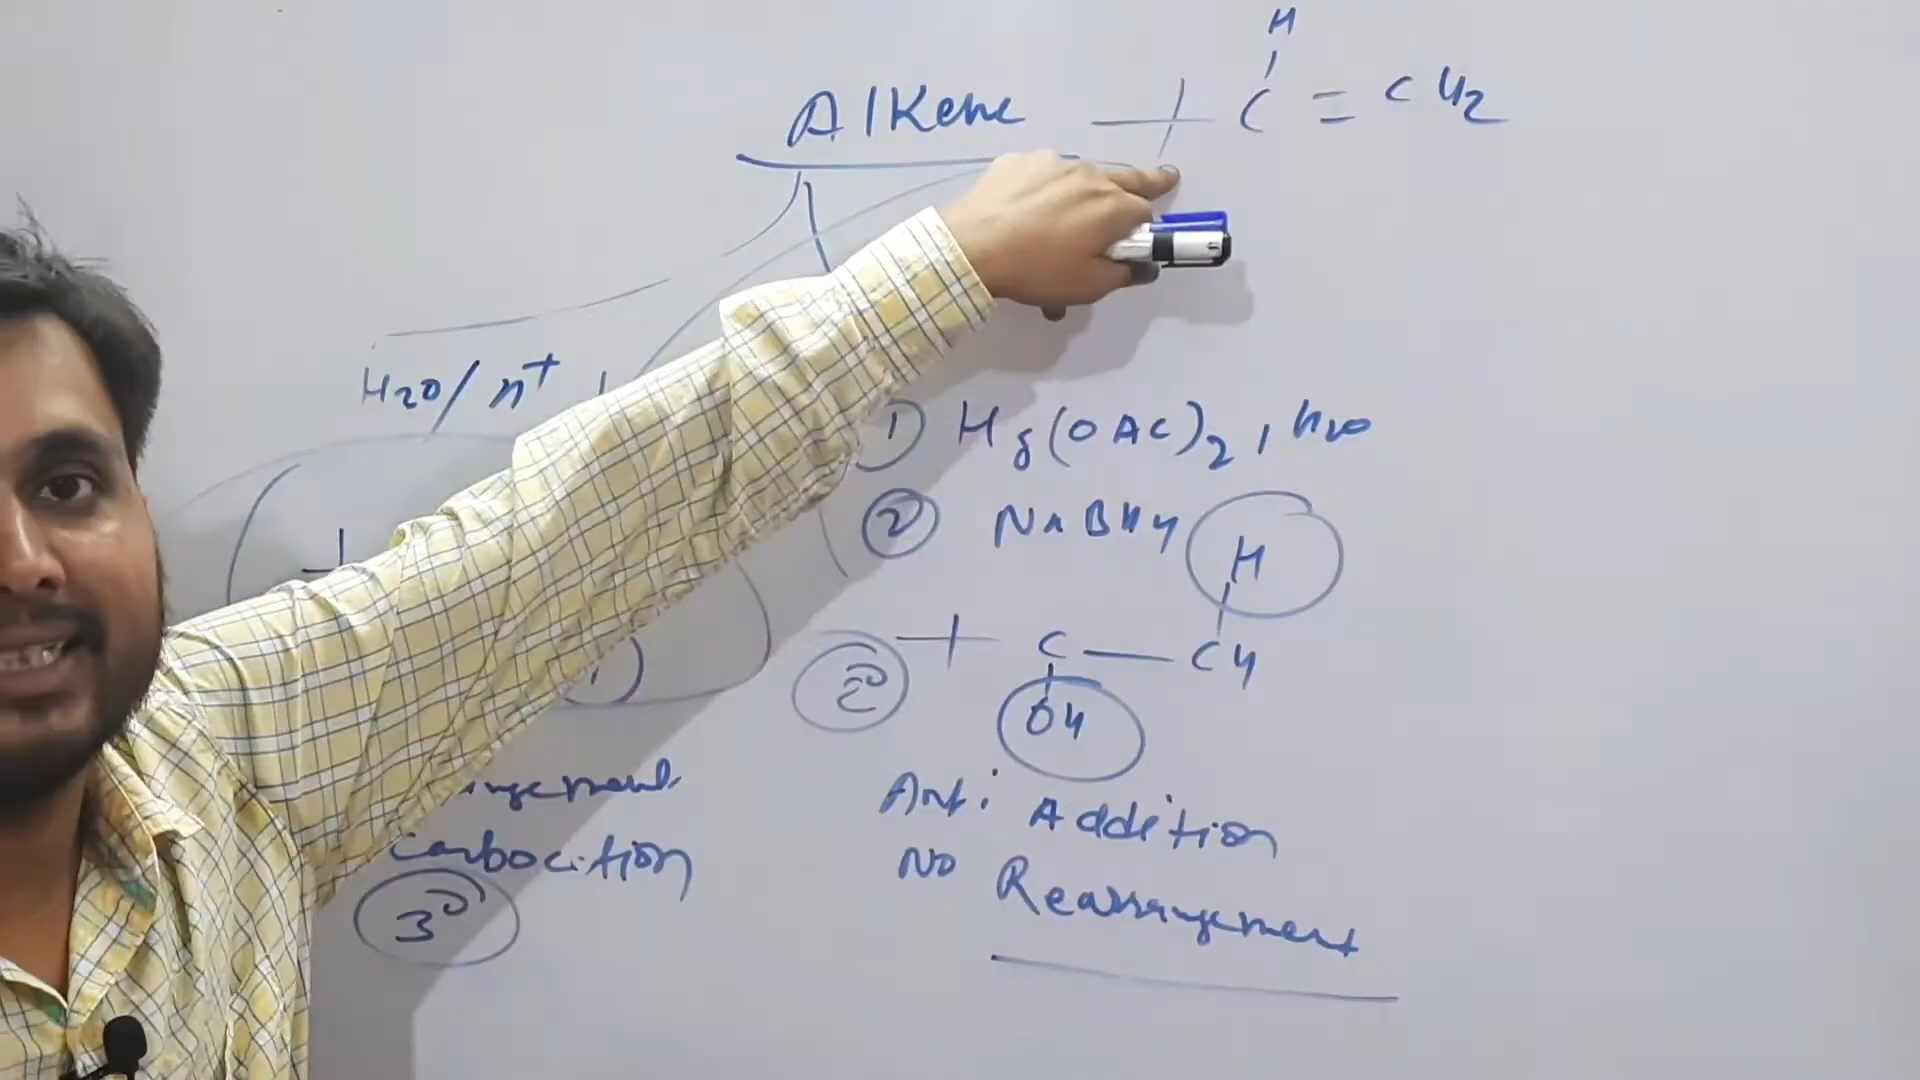 H
Alkene C = CH2
H2O/H+
1) Hg(OAC)2, H2O
② NaBH4
H
2° C — CH
OH
Anti Addition
carbocation
No Rearrangement
3°